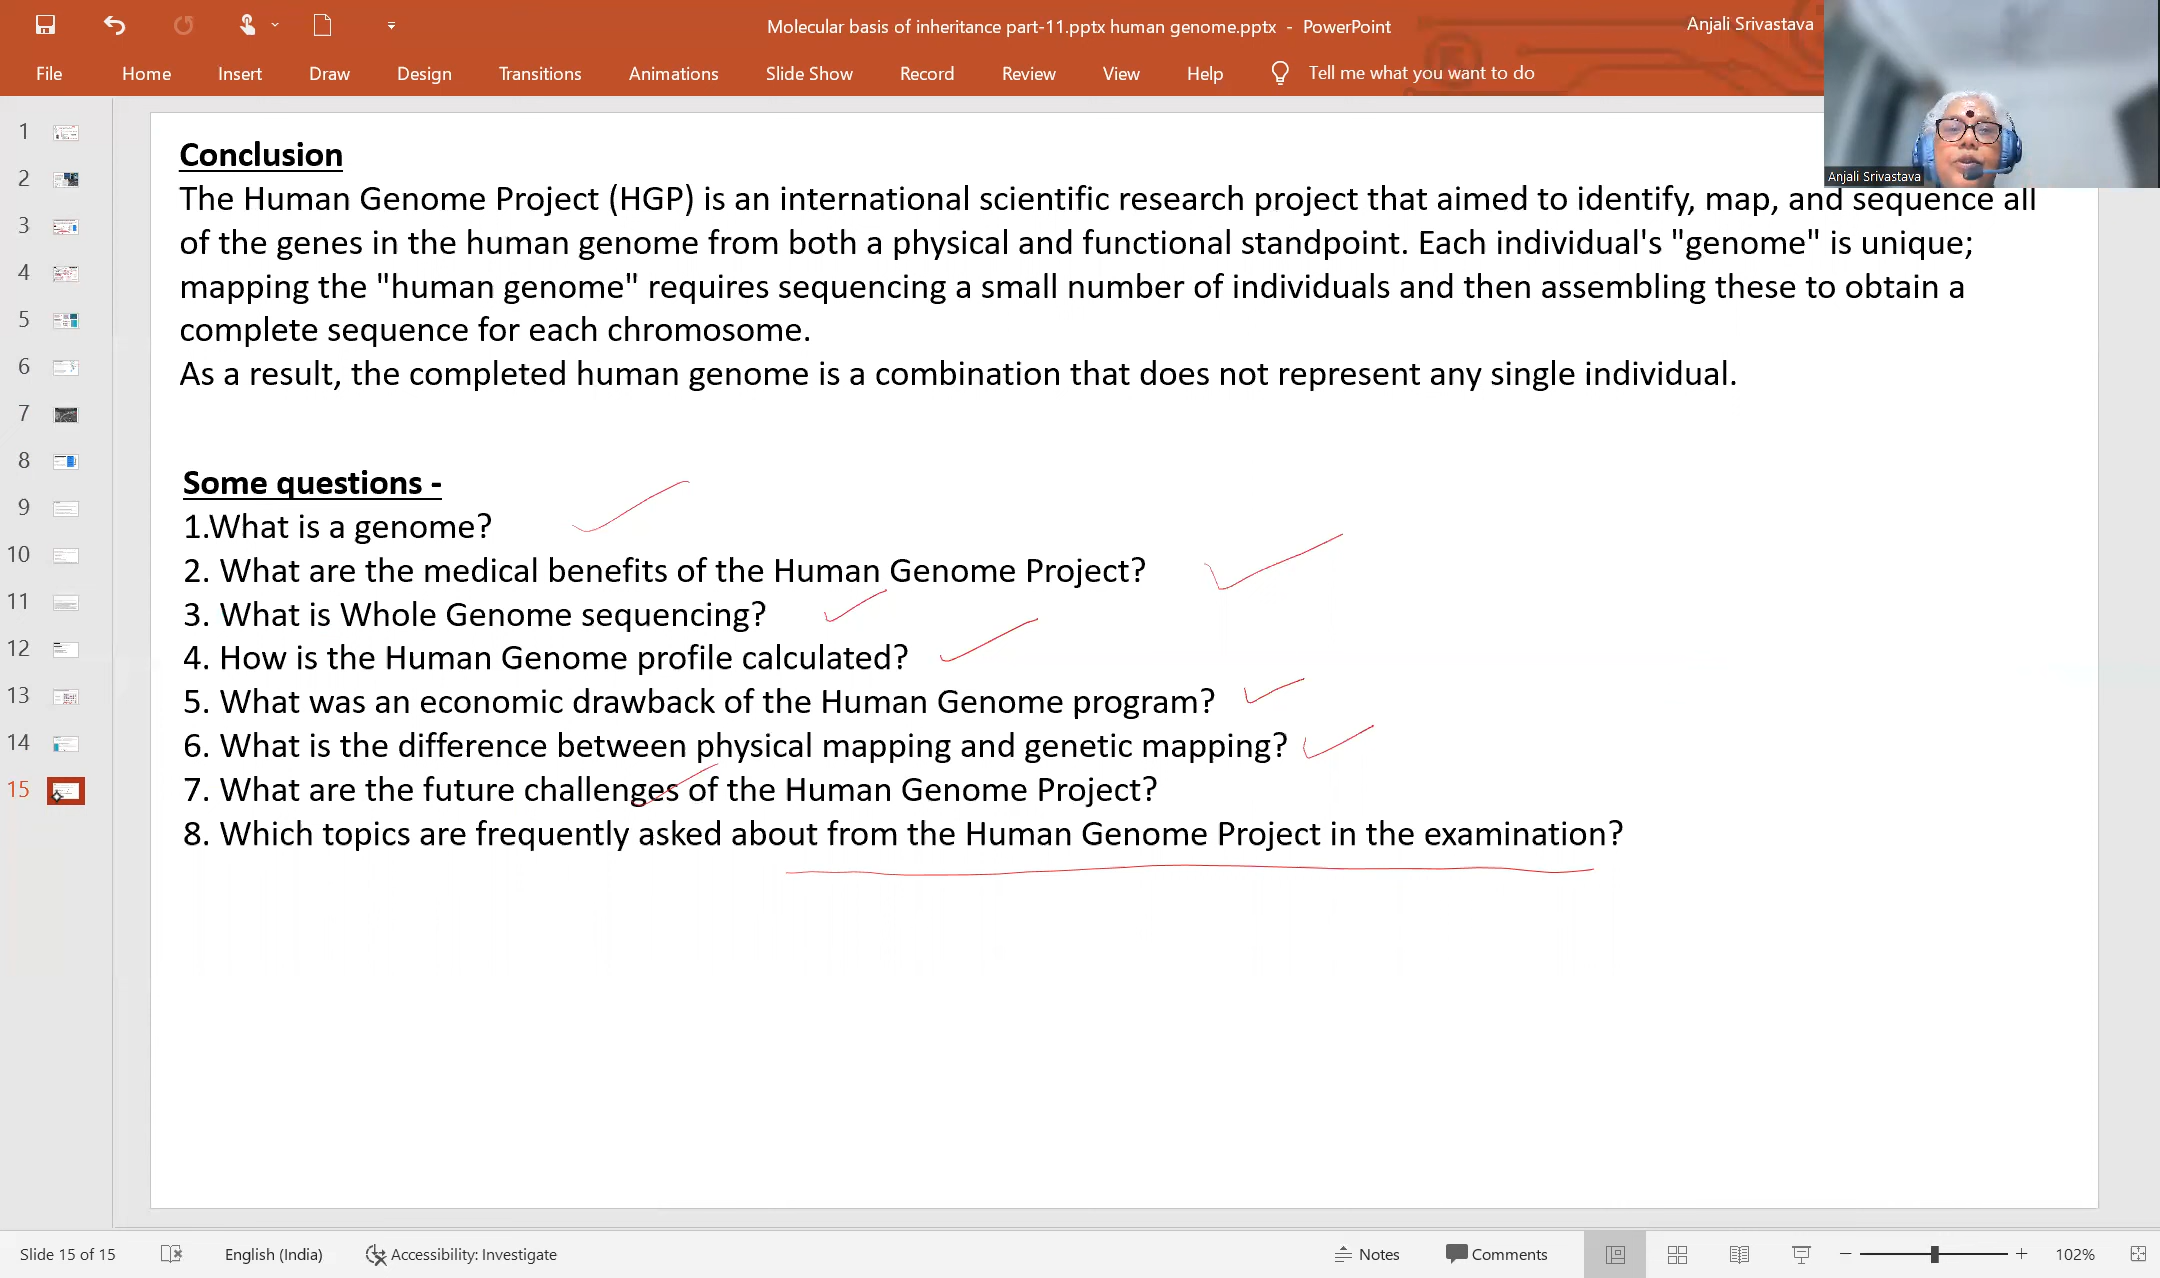 Molecular basis of inheritance part-11.pptx human genome.pptx - PowerPoint
Anjali Srivastava
File Home Insert Draw Design Transitions Animations Slide Show Record Review View Help Tell me what you want to do
Anjali Srivastava
1
2
3
4
5
6
7
8
9
10
11
12
13
14
15
Conclusion
The Human Genome Project (HGP) is an international scientific research project that aimed to identify, map, and sequence all
of the genes in the human genome from both a physical and functional standpoint. Each individual's "genome" is unique;
mapping the "human genome" requires sequencing a small number of individuals and then assembling these to obtain a
complete sequence for each chromosome.
As a result, the completed human genome is a combination that does not represent any single individual.
Some questions -
1.What is a genome?
2. What are the medical benefits of the Human Genome Project?
3. What is Whole Genome sequencing?
4. How is the Human Genome profile calculated?
5. What was an economic drawback of the Human Genome program?
6. What is the difference between physical mapping and genetic mapping?
7. What are the future challenges of the Human Genome Project?
8. Which topics are frequently asked about from the Human Genome Project in the examination?
Slide 15 of 15 English (India) Accessibility: Investigate Notes Comments 102%